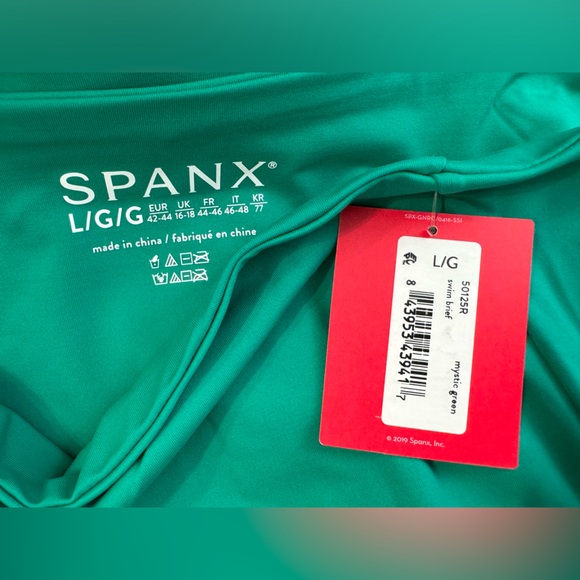 SPANX®
L/G/G EUR 42-44 UK 16-18 FR 44-46 IT 46-48 KR 77
made in china / fabriqué en chine
L/G
50125R
swim brief
mystic green
8 43953 43941 7
© 2019 Spanx, Inc.